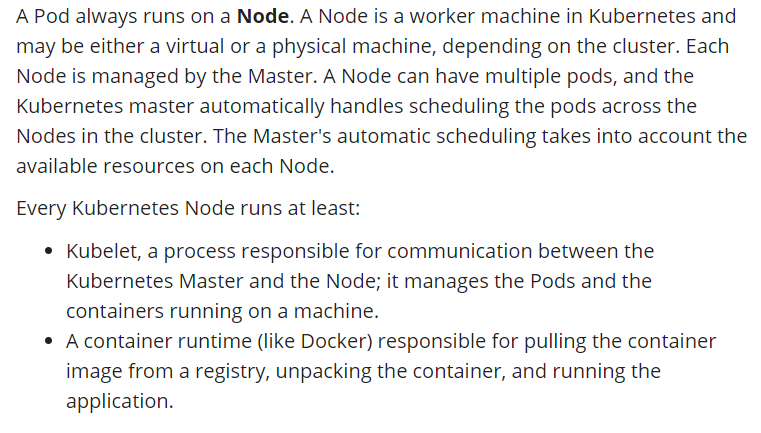 A Pod always runs on a Node. A Node is a worker machine in Kubernetes and
may be either a virtual or a physical machine, depending on the cluster. Each
Node is managed by the Master. A Node can have multiple pods, and the
Kubernetes master automatically handles scheduling the pods across the
Nodes in the cluster. The Master's automatic scheduling takes into account the
available resources on each Node.
Every Kubernetes Node runs at least:
• Kubelet, a process responsible for communication between the
Kubernetes Master and the Node; it manages the Pods and the
containers running on a machine.
• A container runtime (like Docker) responsible for pulling the container
image from a registry, unpacking the container, and running the
application.